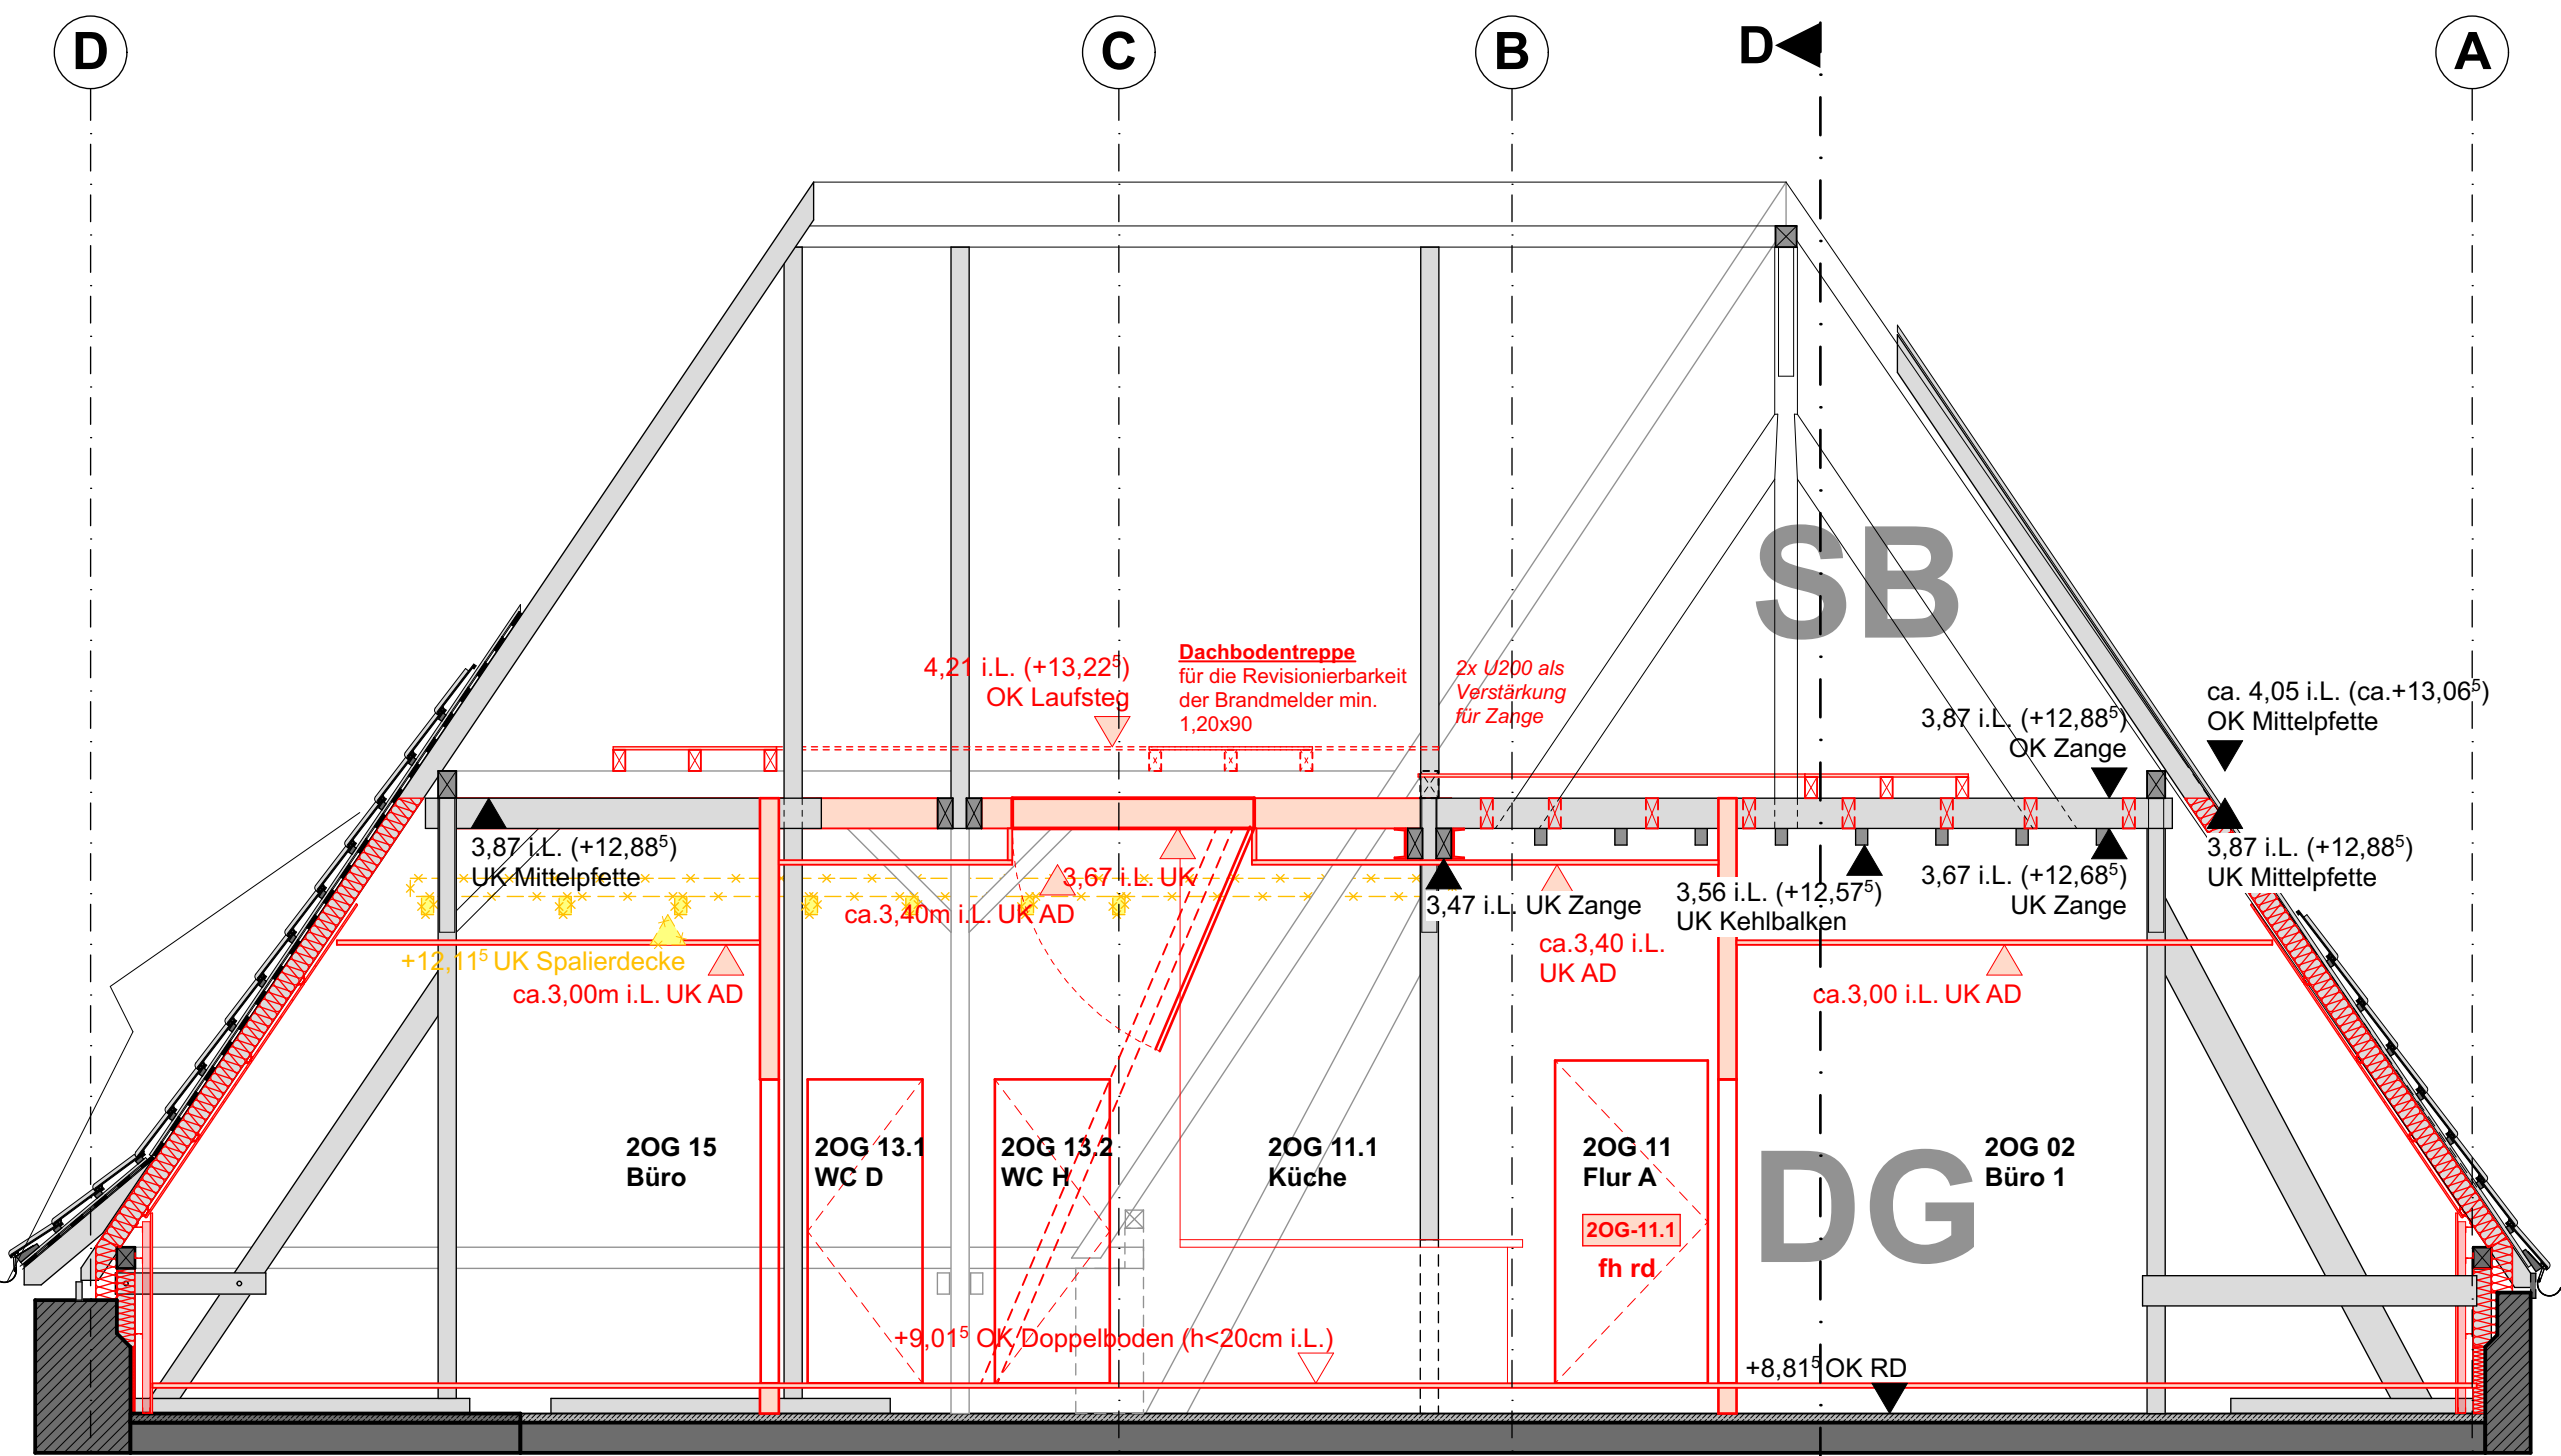 D
C
B
D
A
SB
4,21 i.L. (+13,22⁵)
OK Laufsteg
Dachbodentreppe
für die Revisionierbarkeit
der Brandmelder min.
1,20x90
2x U200 als
Verstärkung
für Zange
3,87 i.L. (+12,88⁵)
OK Zange
ca. 4,05 i.L. (ca.+13,06⁵)
OK Mittelpfette
3,87 i.L. (+12,88⁵)
UK Mittelpfette
3,67 i.L. UK
ca.3,40m i.L. UK AD
3,47 i.L. UK Zange
3,56 i.L. (+12,57⁵)
UK Kehlbalken
3,67 i.L. (+12,68⁵)
UK Zange
3,87 i.L. (+12,88⁵)
UK Mittelpfette
+12,11⁵ UK Spalierdecke
ca.3,00m i.L. UK AD
ca.3,40 i.L.
UK AD
ca.3,00 i.L. UK AD
2OG 15
Büro
2OG 13.1
WC D
2OG 13.2
WC H
2OG 11.1
Küche
2OG 11
Flur A
2OG-11.1
fh rd
DG
2OG 02
Büro 1
+9,01⁵ OK Doppelboden (h<20cm i.L.)
+8,81⁵ OK RD